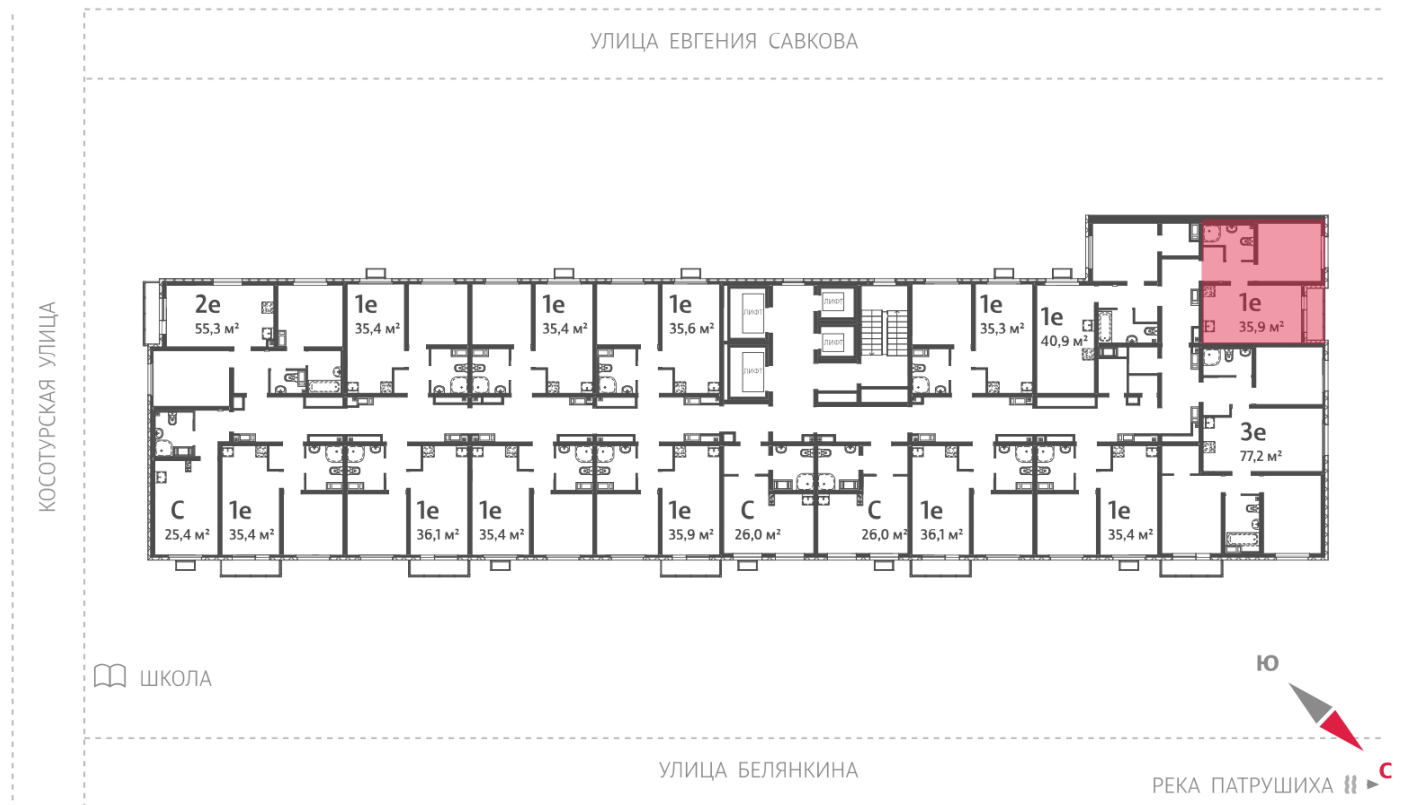 УЛИЦА ЕВГЕНИЯ САВКОВА
КОСОТУРСКАЯ УЛИЦА
2е
55,3 м²
1е
35,4 м²
1е
35,4 м²
1е
35,6 м²
ЛИФТ
ЛИФТ
ЛИФТ
ЛИФТ
1е
35,3 м²
1е
40,9 м²
1е
35,9 м²
3е
77,2 м²
С
25,4 м²
1е
35,4 м²
1е
36,1 м²
1е
35,4 м²
1е
35,9 м²
С
26,0 м²
С
26,0 м²
1е
36,1 м²
1е
35,4 м²
ШКОЛА
Ю
С
УЛИЦА БЕЛЯНКИНА
РЕКА ПАТРУШИХА